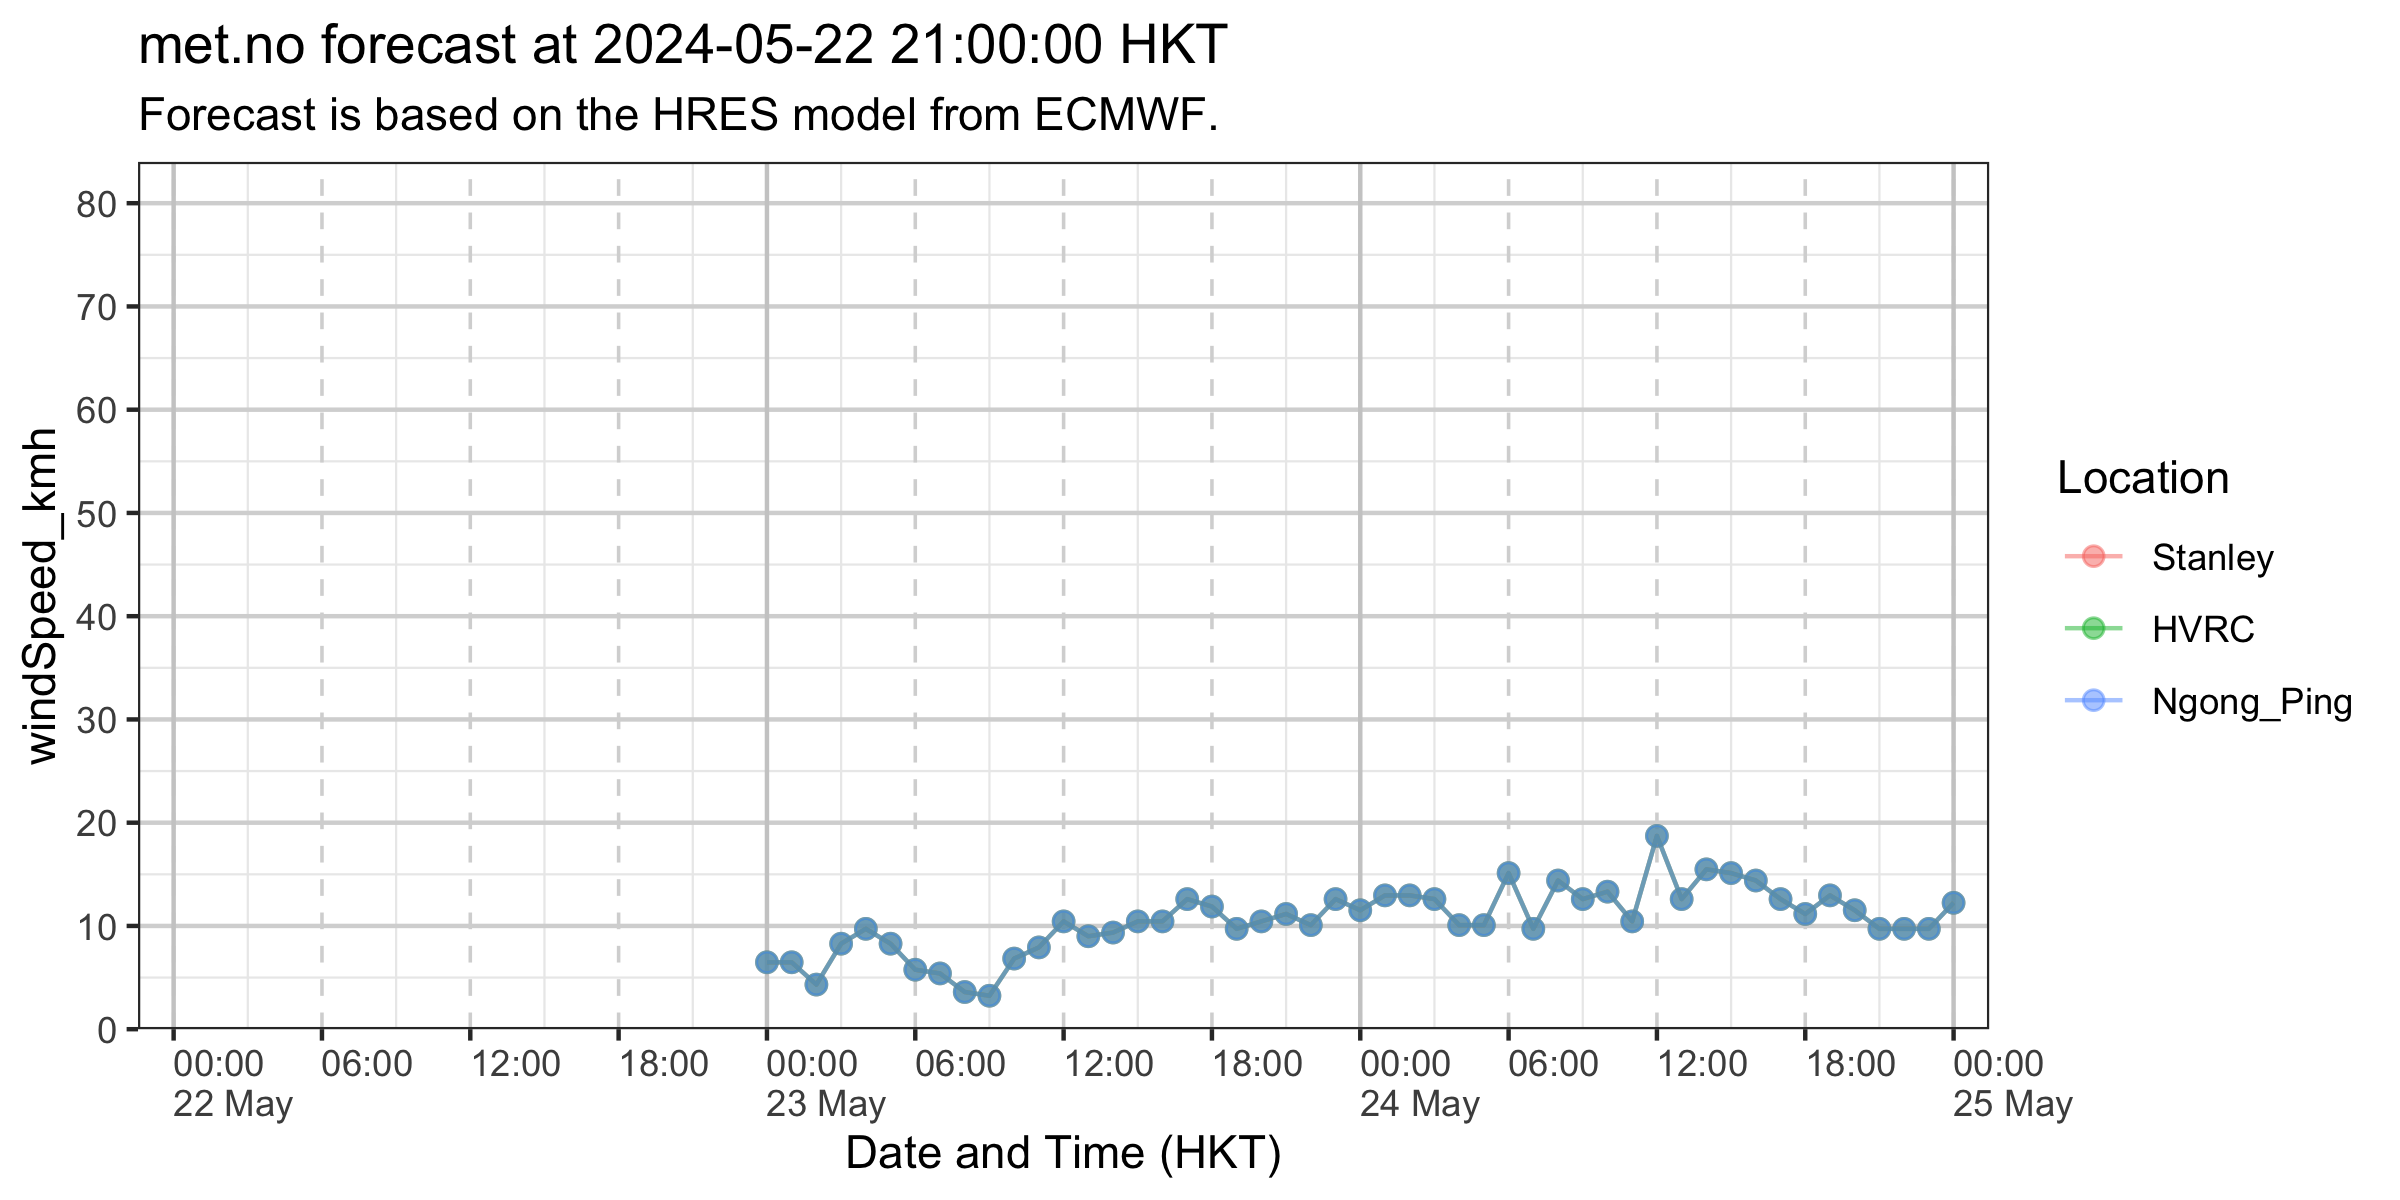 met.no forecast at 2024-05-22 21:00:00 HKT
Forecast is based on the HRES model from ECMWF.
windSpeed_kmh
80
70
60
50
40
30
20
10
0
00:00 06:00 12:00 18:00 00:00 06:00 12:00 18:00 00:00 06:00 12:00 18:00 00:00
22 May 23 May 24 May 25 May
Date and Time (HKT)
Location
Stanley
HVRC
Ngong_Ping